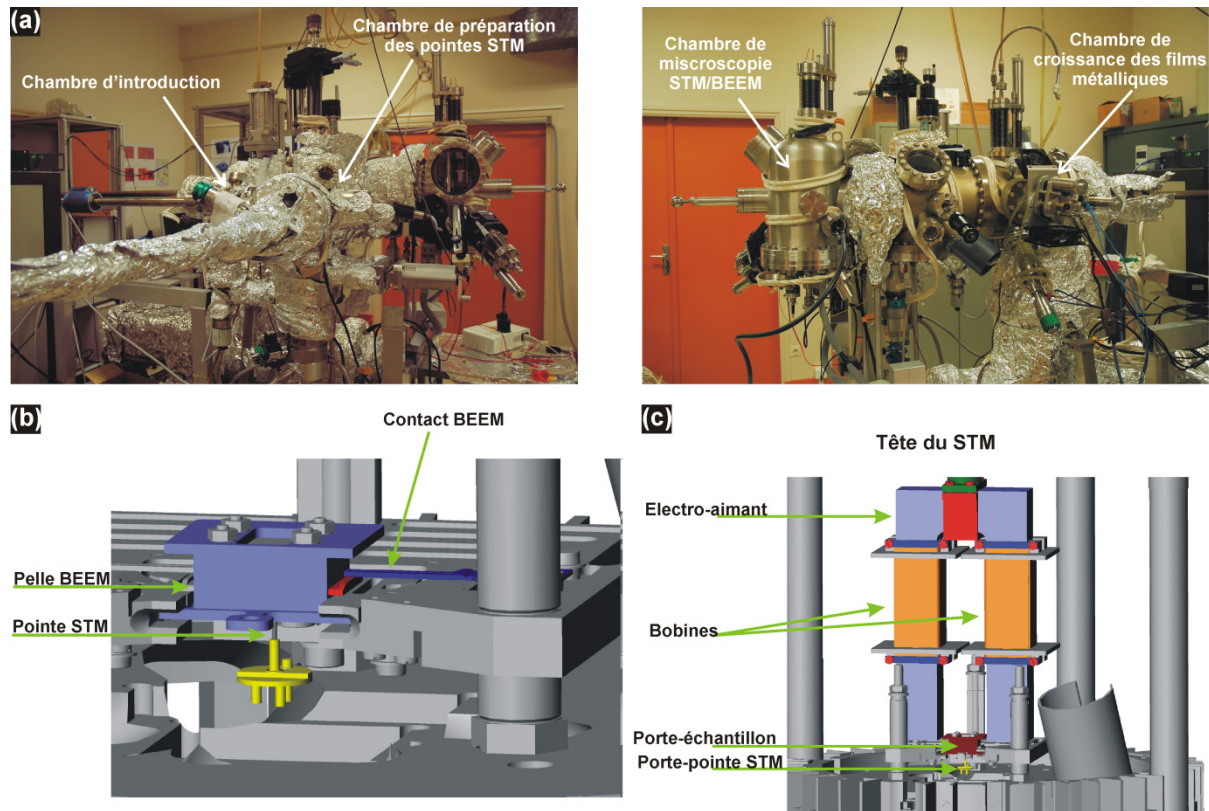 (a)
Chambre de préparation
des pointes STM
Chambre d'introduction
Chambre de
miscroscopie
STM/BEEM
Chambre de
croissance des films
métalliques
(b)
Contact BEEM
Pelle BEEM
Pointe STM
(c)
Tête du STM
Electro-aimant
Bobines
Porte-échantillon
Porte-pointe STM